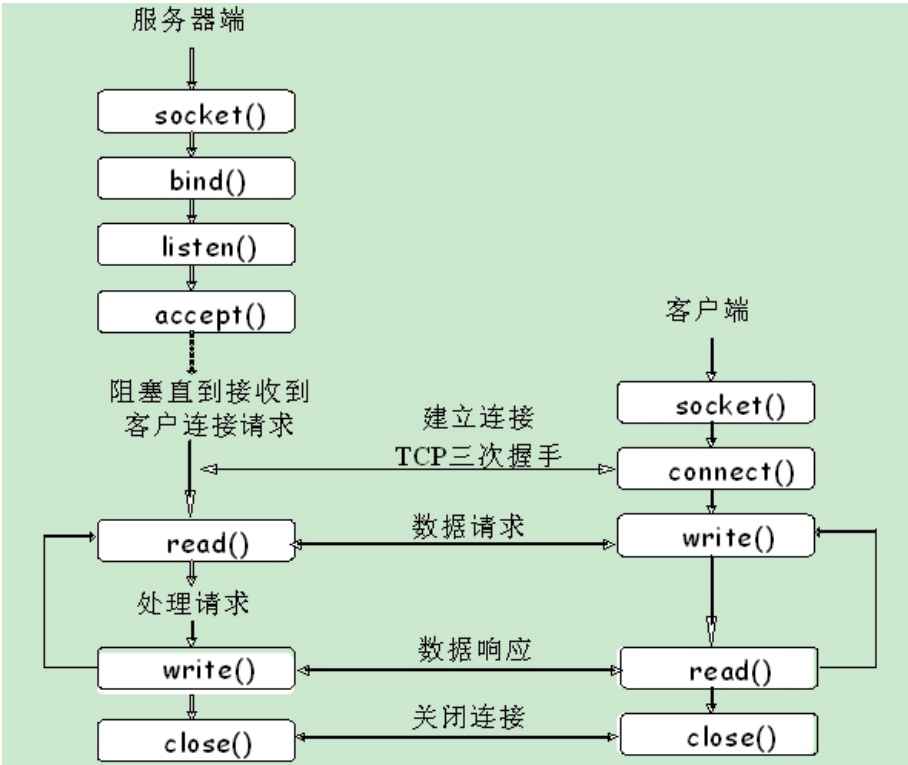 服务器端
socket()
bind()
listen()
accept()
阻塞直到接收到
客户连接请求
客户端
socket()
建立连接
TCP三次握手
connect()
read()
数据请求
write()
处理请求
write()
数据响应
read()
close()
关闭连接
close()